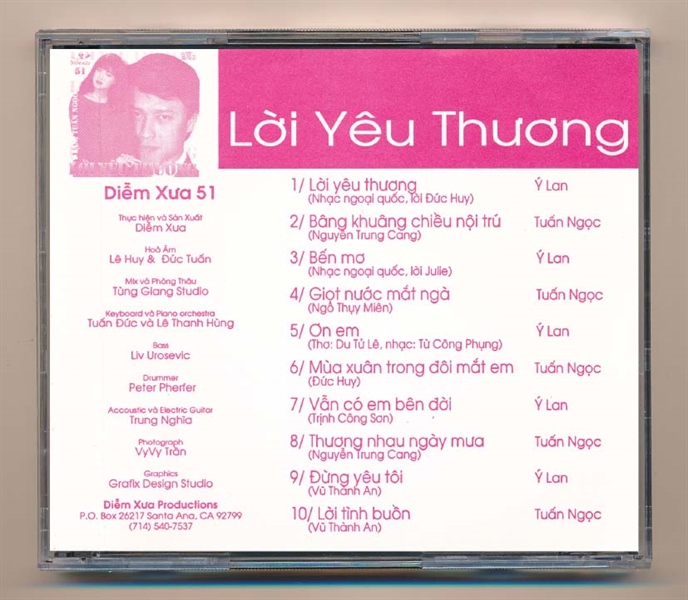 51
Lời Yêu Thương
Diễm Xưa 51
Thực hiện và Sản Xuất
Diễm Xưa
Hoà Âm
Lê Huy & Đức Tuấn
Mix và Phòng Thâu
Tùng Giang Studio
Keyboard và Piano orchestra
Tuấn Đức và Lê Thanh Hùng
Bass
Liv Urosevic
Drummer
Peter Pherfer
Accoustic và Electric Guitar
Trung Nghĩa
Photograph
VyVy Trần
Graphics
Grafix Design Studio
Diễm Xưa Productions
P.O. Box 26217 Santa Ana, CA 92799
(714) 540-7537
1/ Lời yêu thương Ý Lan
(Nhạc ngoại quốc, lời Đức Huy)
2/ Bâng khuâng chiều nội trú Tuấn Ngọc
(Nguyễn Trung Cang)
3/ Bến mơ Ý Lan
(Nhạc ngoại quốc, lời Julie)
4/ Giọt nước mắt ngà Tuấn Ngọc
(Ngô Thụy Miên)
5/ Ơn em Ý Lan
(Thơ: Du Tử Lê, nhạc: Từ Công Phụng)
6/ Mùa xuân trong đôi mắt em Tuấn Ngọc
(Đức Huy)
7/ Vẫn có em bên đời Ý Lan
(Trịnh Công Sơn)
8/ Thương nhau ngày mưa Tuấn Ngọc
(Nguyễn Trung Cang)
9/ Đừng yêu tôi Ý Lan
(Vũ Thành An)
10/ Lời tình buồn Tuấn Ngọc
(Vũ Thành An)